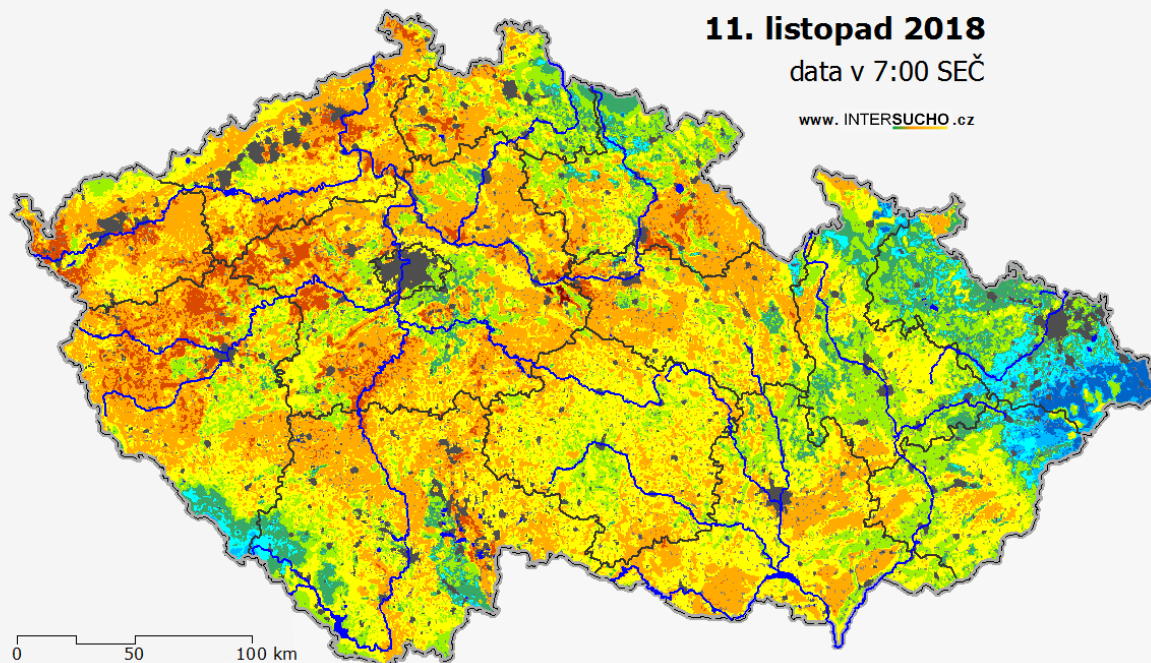 11. listopad 2018
data v 7:00 SEČ
www. INTERSUCHO .cz
0 50 100 km